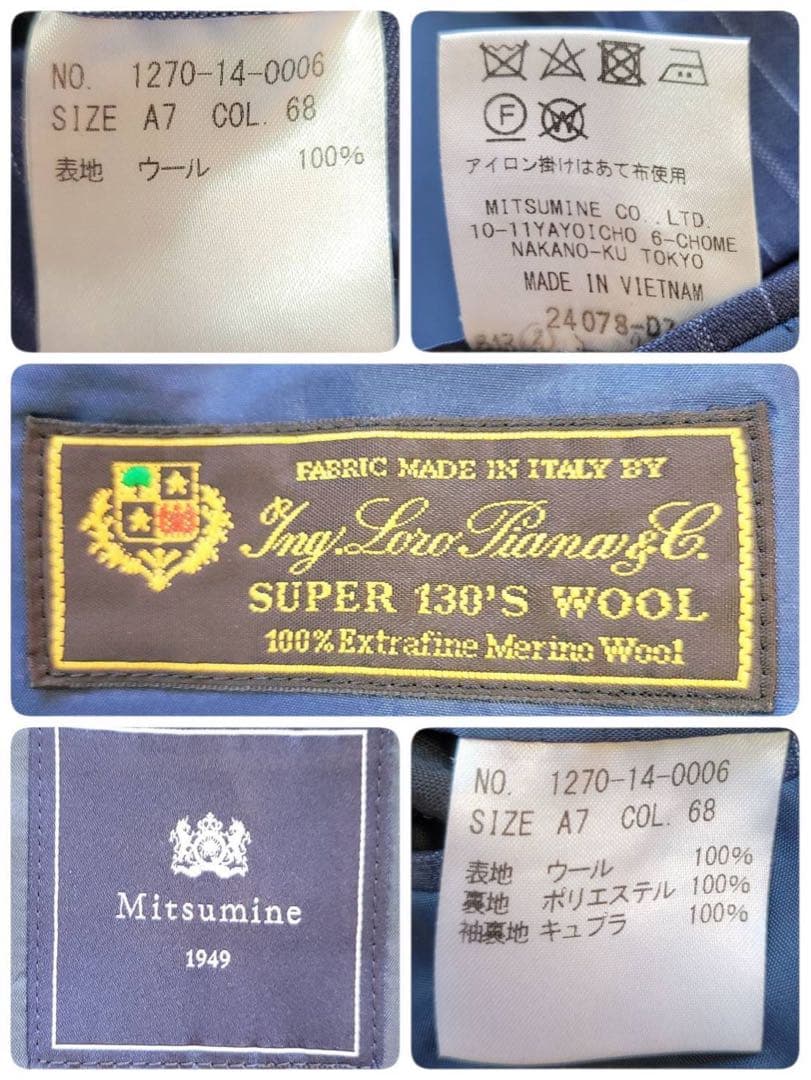 NO. 1270-14-0006
SIZE A7 COL. 68
表地 ウール 100%
F
W
アイロン掛けはあて布使用
MITSUMINE CO.,LTD.
10-11YAYOICHO 6-CHOME
NAKANO-KU TOKYO
MADE IN VIETNAM
24078-07
FABRIC MADE IN ITALY BY
Ing. Loro Piana & C.
SUPER 130'S WOOL
100% Extrafine Merino Wool
Mitsumine
1949
NO. 1270-14-0006
SIZE A7 COL. 68
表地 ウール 100%
裏地 ポリエステル 100%
袖裏地 キュプラ 100%